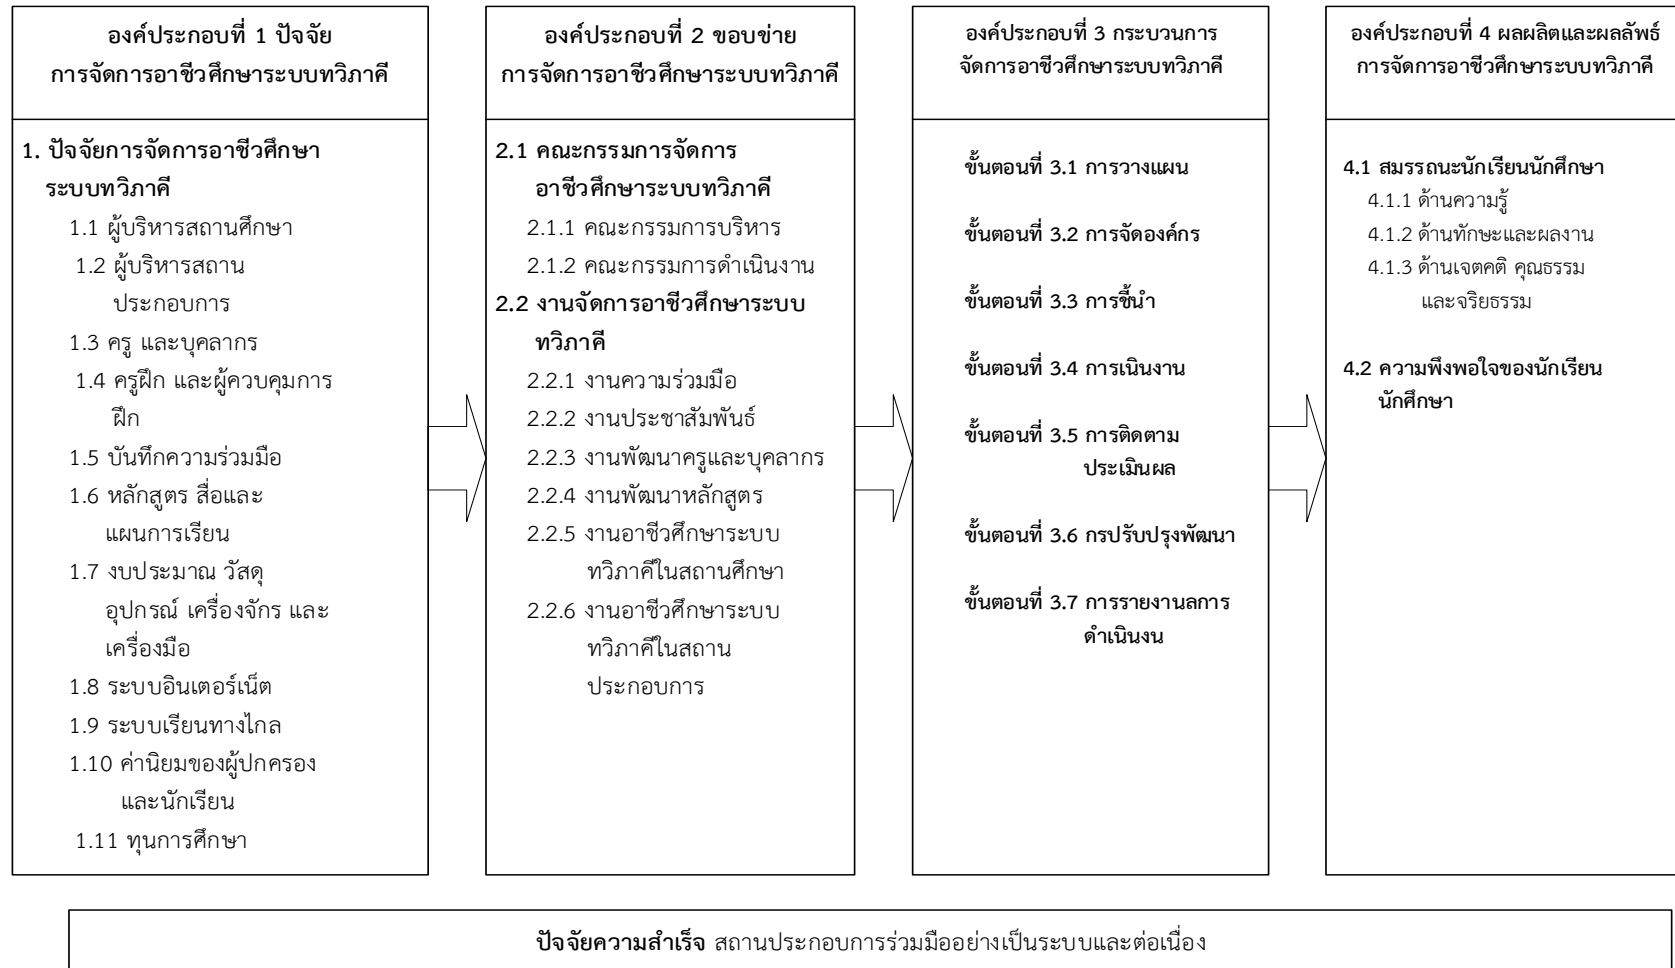 องค์ประกอบที่ 1 ปัจจัย
การจัดการอาชีวศึกษาระบบทวิภาคี
1. ปัจจัยการจัดการอาชีวศึกษา
ระบบทวิภาคี
1.1 ผู้บริหารสถานศึกษา
1.2 ผู้บริหารสถาน
ประกอบการ
1.3 ครู และบุคลากร
1.4 ครูฝึก และผู้ควบคุมการ
ฝึก
1.5 บันทึกความร่วมมือ
1.6 หลักสูตร สื่อและ
แผนการเรียน
1.7 งบประมาณ วัสดุ
อุปกรณ์ เครื่องจักร และ
เครื่องมือ
1.8 ระบบอินเตอร์เน็ต
1.9 ระบบเรียนทางไกล
1.10 ค่านิยมของผู้ปกครอง
และนักเรียน
1.11 ทุนการศึกษา
องค์ประกอบที่ 2 ขอบข่าย
การจัดการอาชีวศึกษาระบบทวิภาคี
2.1 คณะกรรมการจัดการ
อาชีวศึกษาระบบทวิภาคี
2.1.1 คณะกรรมการบริหาร
2.1.2 คณะกรรมการดำเนินงาน
2.2 งานจัดการอาชีวศึกษาระบบ
ทวิภาคี
2.2.1 งานความร่วมมือ
2.2.2 งานประชาสัมพันธ์
2.2.3 งานพัฒนาครูและบุคลากร
2.2.4 งานพัฒนาหลักสูตร
2.2.5 งานอาชีวศึกษาระบบ
ทวิภาคีในสถานศึกษา
2.2.6 งานอาชีวศึกษาระบบ
ทวิภาคีในสถาน
ประกอบการ
องค์ประกอบที่ 3 กระบวนการ
จัดการอาชีวศึกษาระบบทวิภาคี
ขั้นตอนที่ 3.1 การวางแผน
ขั้นตอนที่ 3.2 การจัดองค์กร
ขั้นตอนที่ 3.3 การชี้นำ
ขั้นตอนที่ 3.4 การเนินงาน
ขั้นตอนที่ 3.5 การติดตาม
ประเมินผล
ขั้นตอนที่ 3.6 กรปรับปรุงพัฒนา
ขั้นตอนที่ 3.7 การรายงานลการ
ดำเนินงน
องค์ประกอบที่ 4 ผลผลิตและผลลัพธ์
การจัดการอาชีวศึกษาระบบทวิภาคี
4.1 สมรรถนะนักเรียนนักศึกษา
4.1.1 ด้านความรู้
4.1.2 ด้านทักษะและผลงาน
4.1.3 ด้านเจตคติ คุณธรรม
และจริยธรรม
4.2 ความพึงพอใจของนักเรียน
นักศึกษา
ปัจจัยความสำเร็จ สถานประกอบการร่วมมืออย่างเป็นระบบและต่อเนื่อง